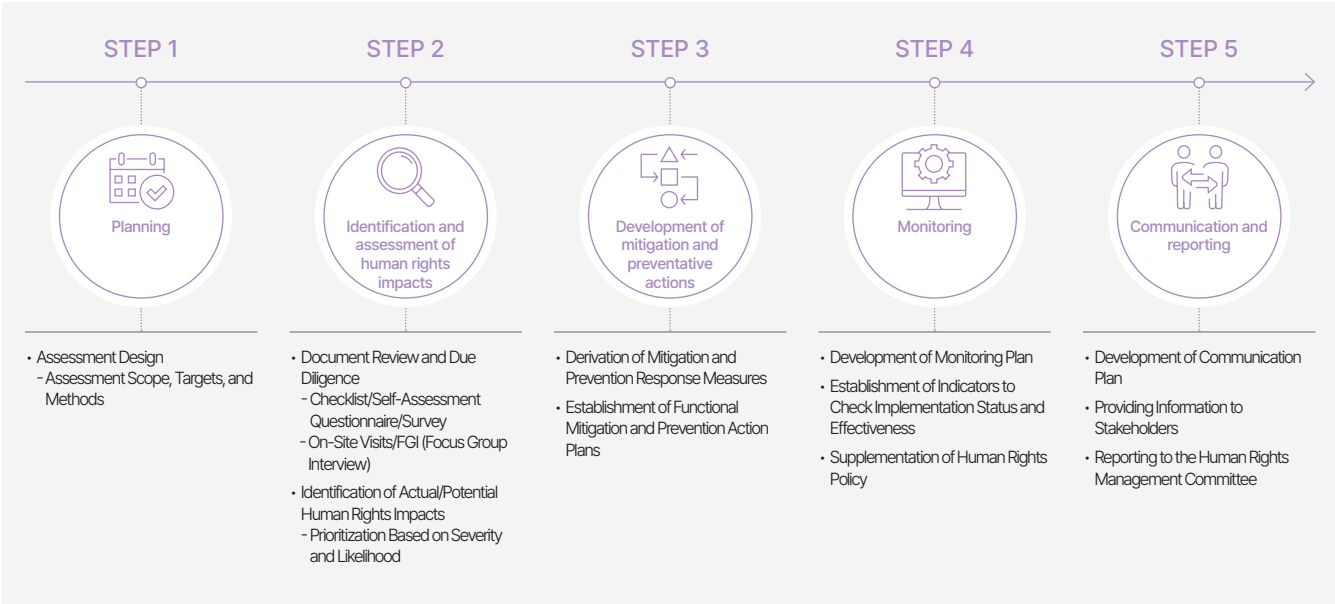 STEP 1
STEP 2
STEP 3
STEP 4
STEP 5
Planning
Identification and
assessment of
human rights
impacts
Development of
mitigation and
preventative
actions
Monitoring
Communication and
reporting
• Assessment Design
- Assessment Scope, Targets, and
Methods
• Document Review and Due
Diligence
- Checklist/Self-Assessment
Questionnaire/Survey
- On-Site Visits/FGI (Focus Group
Interview)
• Identification of Actual/Potential
Human Rights Impacts
- Prioritization Based on Severity
and Likelihood
• Derivation of Mitigation and
Prevention Response Measures
• Establishment of Functional
Mitigation and Prevention Action
Plans
• Development of Monitoring Plan
• Establishment of Indicators to
Check Implementation Status and
Effectiveness
• Supplementation of Human Rights
Policy
• Development of Communication
Plan
• Providing Information to
Stakeholders
• Reporting to the Human Rights
Management Committee